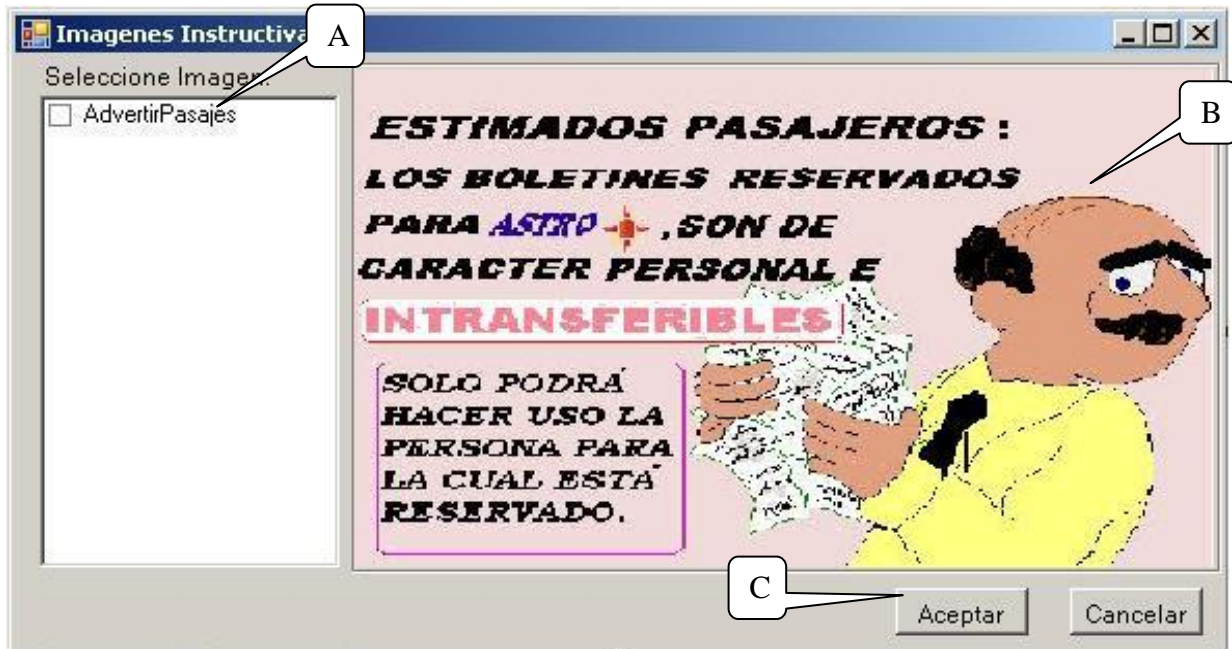 Imagenes Instructiva
A
Seleccione Imagen:
AdvertirPasajes
B
ESTIMADOS PASAJEROS :
LOS BOLETINES RESERVADOS
PARA ASTRO , SON DE
CARACTER PERSONAL E
INTRANSFERIBLES
SOLO PODRÁ
HACER USO LA
PERSONA PARA
LA CUAL ESTÁ
RESERVADO.
C
Aceptar
Cancelar